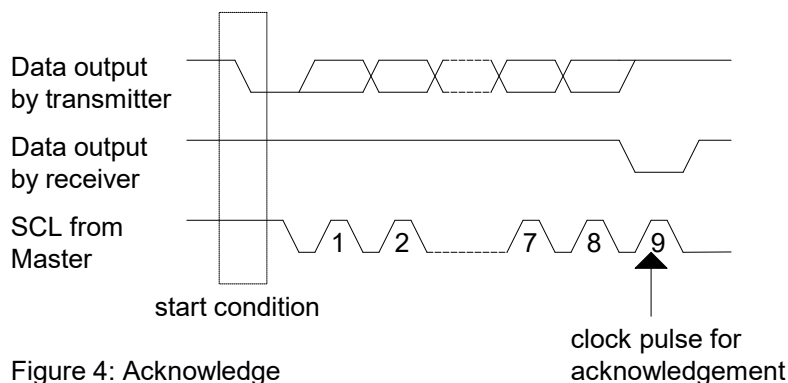 Data output
by transmitter
Data output
by receiver
SCL from
Master
1 2 7 8 9
start condition
clock pulse for
acknowledgement
Figure 4: Acknowledge